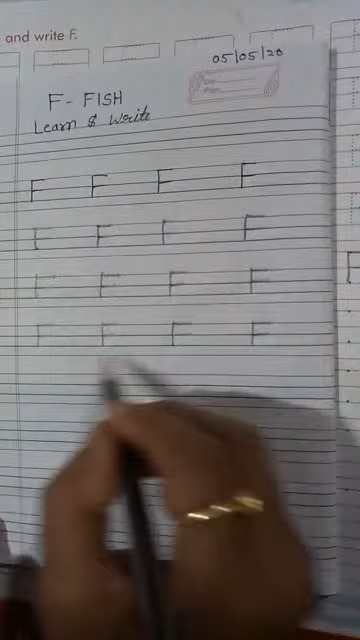 and write F.
05/05/20
F - FISH
Learn & Write
F F F F
F F F F
F F F F
F F F F